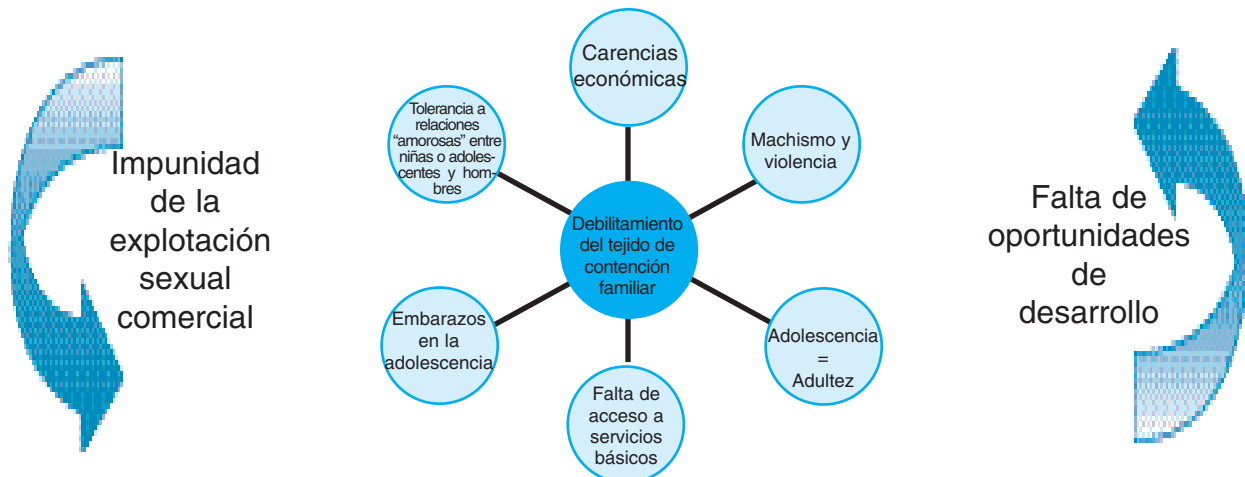 Impunidad
de la
explotación
sexual
comercial
Carencias
económicas
Tolerancia a
relaciones
“amorosas” entre
niñas o adoles-
centes y hom-
bres
Machismo y
violencia
Debilitamiento
del tejido de
contención
familiar
Embarazos
en la
adolescencia
Adolescencia
=
Adultez
Falta de
acceso a
servicios
básicos
Falta de
oportunidades
de
desarrollo